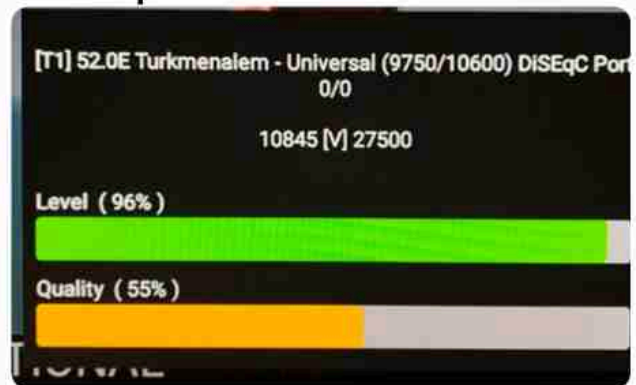 [T1] 52.0E Turkmenalem - Universal (9750/10600) DiSEqC Port
0/0
10845 [V] 27500
Level ( 96% )
Quality ( 55% )